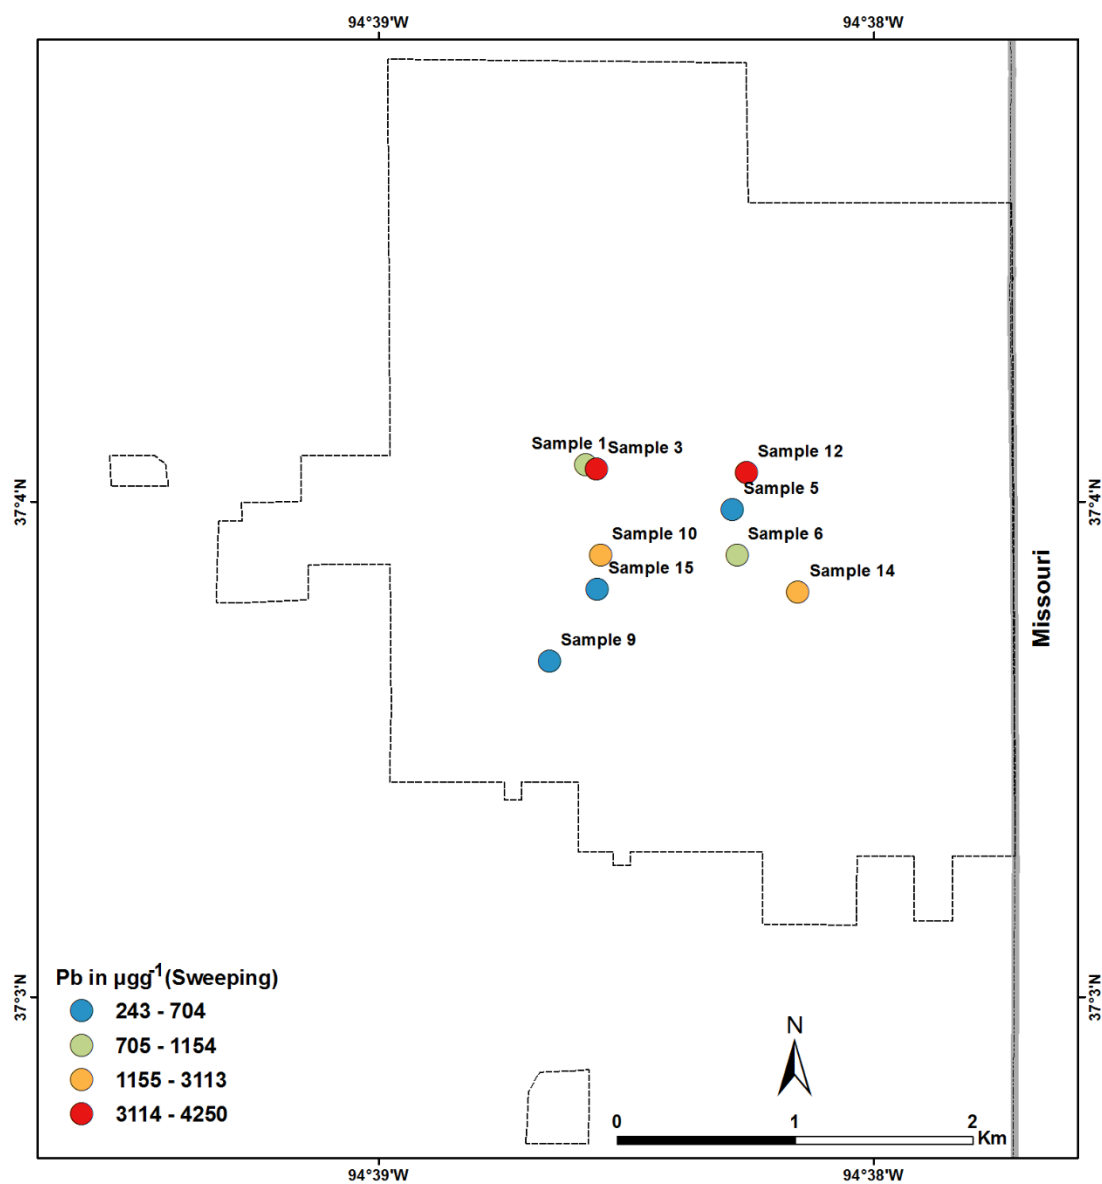 94°39'W 94°38'W
Sample 1 Sample 3
Sample 12
Sample 5
37°4'N 37°4'N
Sample 10 Sample 6
Sample 15 Sample 14
Missouri
Sample 9
Pb in µgg-1 (Sweeping)
243 - 704
37°3'N 37°3'N
705 - 1154
N
1155 - 3113
3114 - 4250
0 1 2
Km
94°39'W 94°38'W